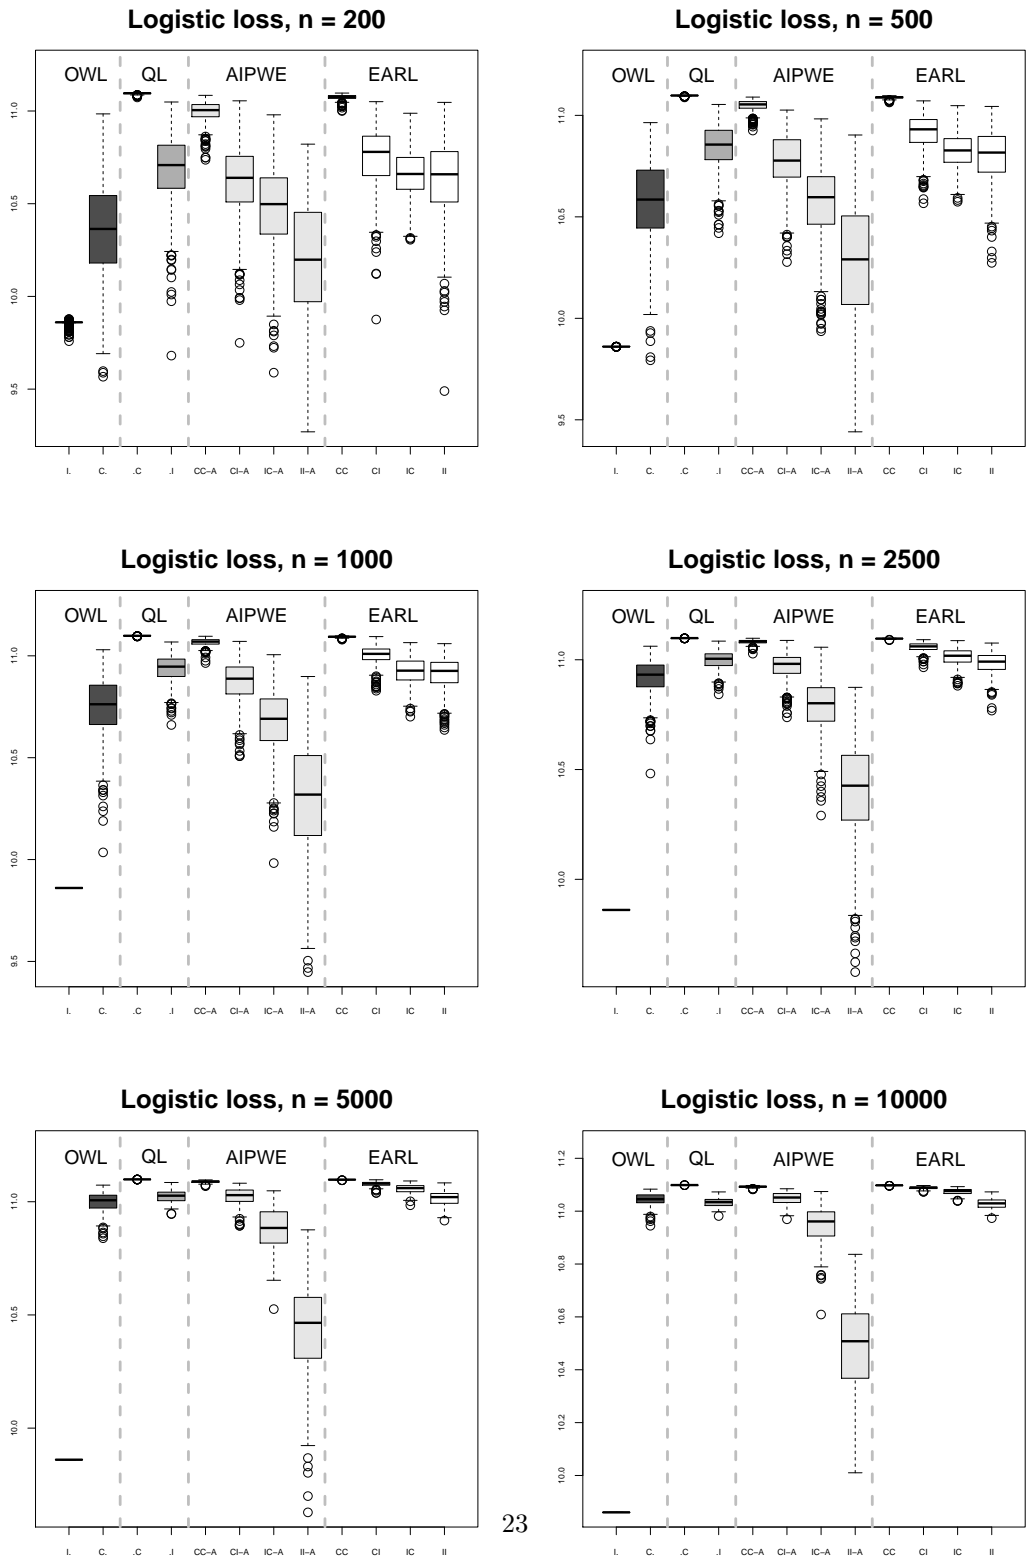 Logistic loss, n = 200
OWL QL AIPWE EARL
11.0
10.5
10.0
9.5
I. C. .C .I CC−A CI−A IC−A II−A CC CI IC II
Logistic loss, n = 500
OWL QL AIPWE EARL
11.0
10.5
10.0
9.5
I. C. .C .I CC−A CI−A IC−A II−A CC CI IC II
Logistic loss, n = 1000
OWL QL AIPWE EARL
11.0
10.5
10.0
9.5
I. C. .C .I CC−A CI−A IC−A II−A CC CI IC II
Logistic loss, n = 2500
OWL QL AIPWE EARL
11.0
10.5
10.0
I. C. .C .I CC−A CI−A IC−A II−A CC CI IC II
Logistic loss, n = 5000
OWL QL AIPWE EARL
11.0
10.5
10.0
I. C. .C .I CC−A CI−A IC−A II−A CC CI IC II
Logistic loss, n = 10000
OWL QL AIPWE EARL
11.2
11.0
10.8
10.6
10.4
10.2
10.0
I. C. .C .I CC−A CI−A IC−A II−A CC CI IC II
23